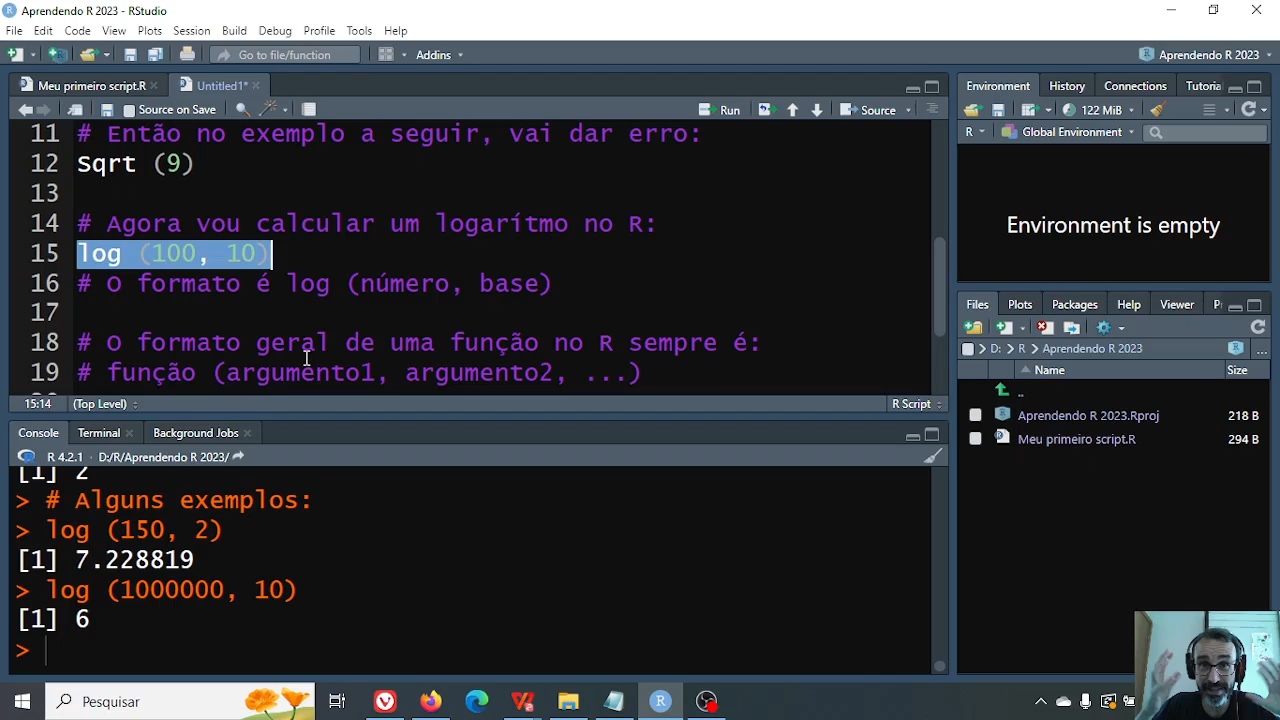 Aprendendo R 2023 - RStudio
File Edit Code View Plots Session Build Debug Profile Tools Help
Go to file/function Addins Aprendendo R 2023
Meu primeiro script.R Untitled1*
Source on Save Run Source
11 # Então no exemplo a seguir, vai dar erro:
12 Sqrt (9)
13
14 # Agora vou calcular um logarítmo no R:
15 log (100, 10)
16 # O formato é log (número, base)
17
18 # O formato geral de uma função no R sempre é:
19 # função (argumento1, argumento2, ...)
15:14 (Top Level) R Script
Console Terminal Background Jobs
R 4.2.1 · D:/R/Aprendendo R 2023/
[1] 2
> # Alguns exemplos:
> log (150, 2)
[1] 7.228819
> log (1000000, 10)
[1] 6
>
Environment History Connections Tutoria
122 MiB
R Global Environment
Environment is empty
Files Plots Packages Help Viewer
D: R Aprendendo R 2023
Name Size
..
Aprendendo R 2023.Rproj 218 B
Meu primeiro script.R 294 B
Pesquisar